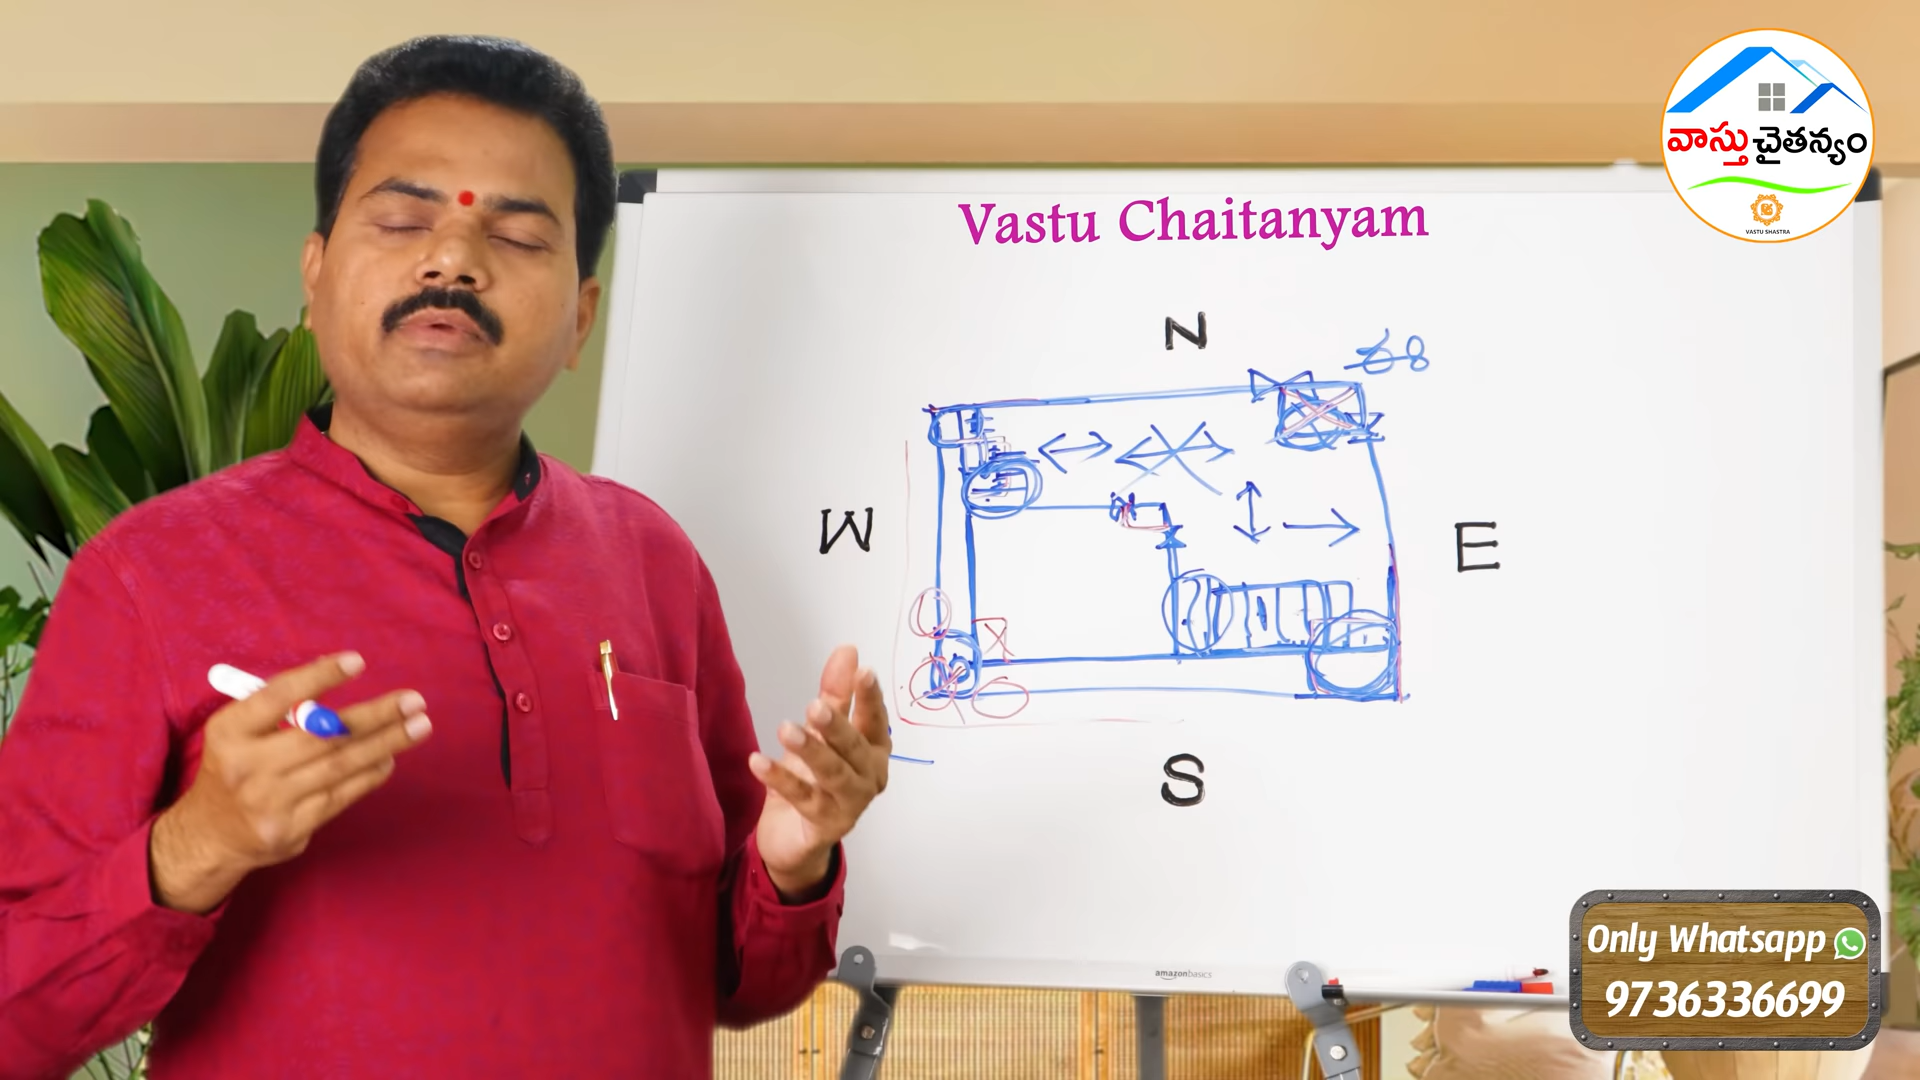 వాస్తు చైతన్యం
VASTU SHASTRA
Vastu Chaitanyam
N
W
E
S
amazonbasics
Only Whatsapp
9736336699